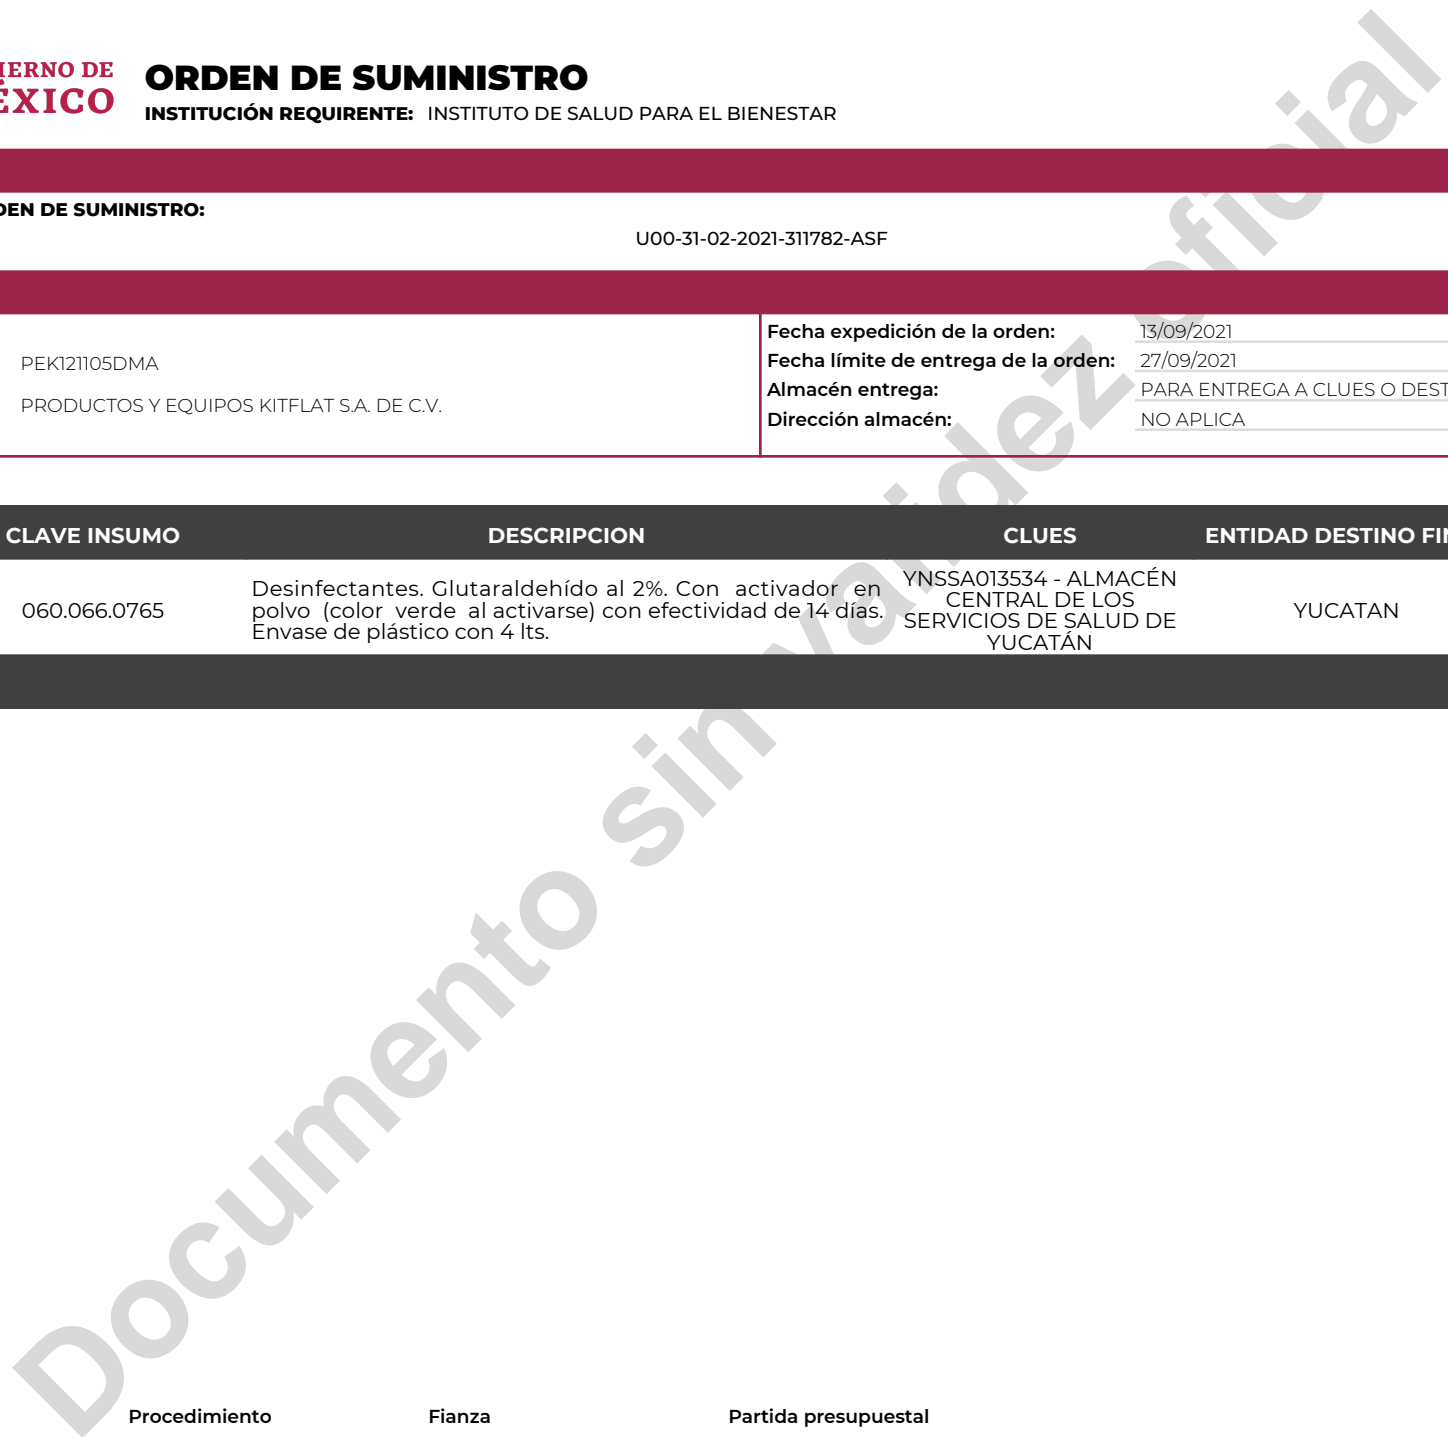 IERNO DE
ÉXICO
ORDEN DE SUMINISTRO
INSTITUCIÓN REQUIRENTE: INSTITUTO DE SALUD PARA EL BIENESTAR
DEN DE SUMINISTRO:
U00-31-02-2021-311782-ASF
PEK121105DMA
PRODUCTOS Y EQUIPOS KITFLAT S.A. DE C.V.
Fecha expedición de la orden: 13/09/2021
Fecha límite de entrega de la orden: 27/09/2021
Almacén entrega: PARA ENTREGA A CLUES O DEST
Dirección almacén: NO APLICA
CLAVE INSUMO DESCRIPCION CLUES ENTIDAD DESTINO FIN
060.066.0765
Desinfectantes. Glutaraldehído al 2%. Con activador en
polvo (color verde al activarse) con efectividad de 14 días.
Envase de plástico con 4 lts.
YNSSA013534 - ALMACÉN
CENTRAL DE LOS
SERVICIOS DE SALUD DE
YUCATÁN
YUCATAN
Documento sin validez oficial
Procedimiento Fianza Partida presupuestal